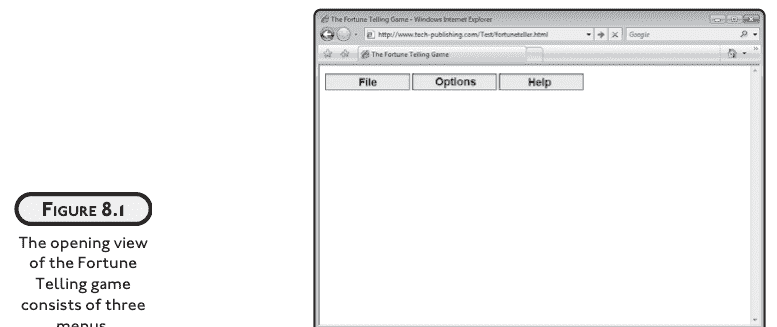 The Fortune Telling Game - Windows Internet Explorer
http://www.tech-publishing.com/Test/fortuneteller.html
Google
The Fortune Telling Game
File Options Help
FIGURE 8.1
The opening view
of the Fortune
Telling game
consists of three
menus